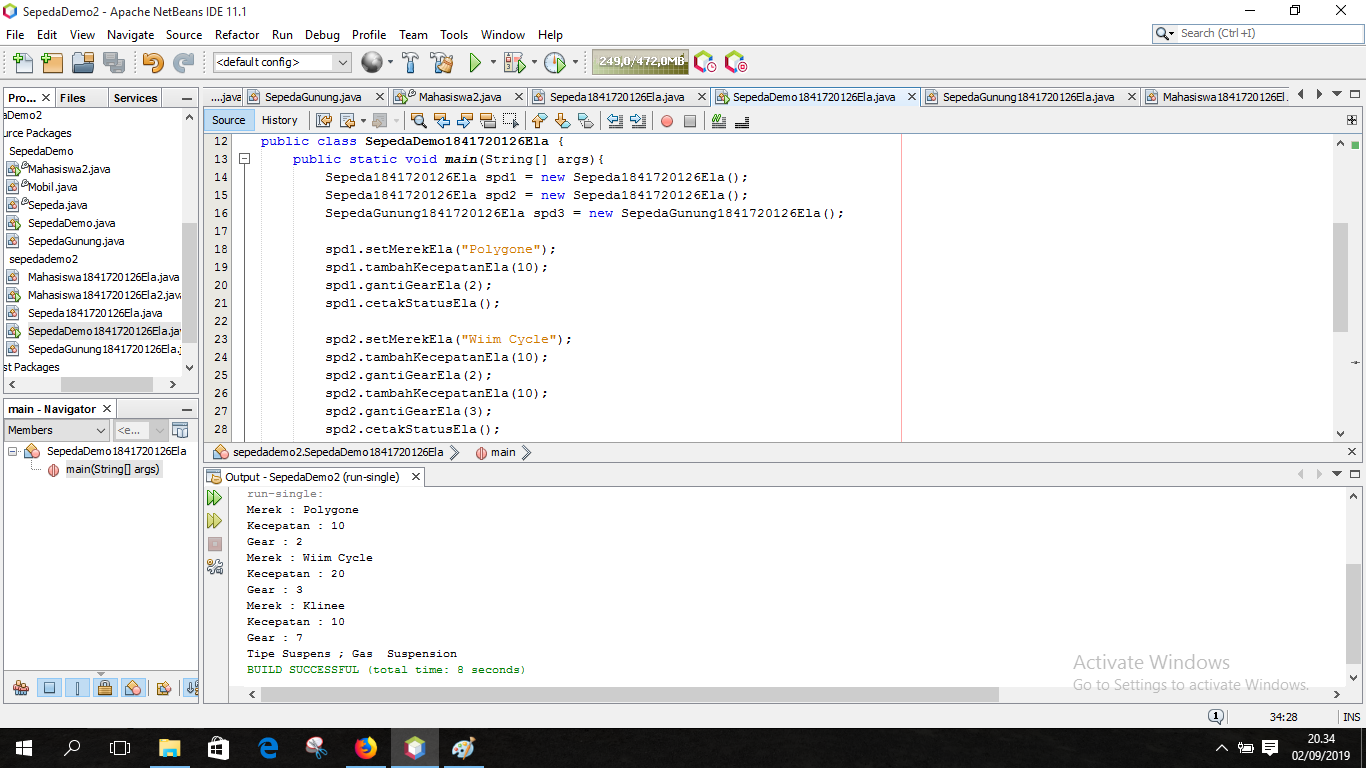 SepedaDemo2 - Apache NetBeans IDE 11.1
File Edit View Navigate Source Refactor Run Debug Profile Team Tools Window Help
Search (Ctrl+I)
<default config>
249,0/472,0MB
Pro... Files Services
aDemo2
urce Packages
SepedaDemo
Mahasiswa2.java
Mobil.java
Sepeda.java
SepedaDemo.java
SepedaGunung.java
sepedademo2
Mahasiswa1841720126Ela.java
Mahasiswa1841720126Ela2.java
Sepeda1841720126Ela.java
SepedaDemo1841720126Ela.jav
SepedaGunung1841720126Ela.j
st Packages
main - Navigator
Members
<e...
SepedaDemo1841720126Ela
main(String[] args)
....java SepedaGunung.java Mahasiswa2.java Sepeda1841720126Ela.java SepedaDemo1841720126Ela.java SepedaGunung1841720126Ela.java Mahasiswa1841720126El.
Source History
12 public class SepedaDemo1841720126Ela {
13 public static void main(String[] args){
14 Sepeda1841720126Ela spd1 = new Sepeda1841720126Ela();
15 Sepeda1841720126Ela spd2 = new Sepeda1841720126Ela();
16 SepedaGunung1841720126Ela spd3 = new SepedaGunung1841720126Ela();
17
18 spd1.setMerekEla("Polygone");
19 spd1.tambahKecepatanEla(10);
20 spd1.gantiGearEla(2);
21 spd1.cetakStatusEla();
22
23 spd2.setMerekEla("Wiim Cycle");
24 spd2.tambahKecepatanEla(10);
25 spd2.gantiGearEla(2);
26 spd2.tambahKecepatanEla(10);
27 spd2.gantiGearEla(3);
28 spd2.cetakStatusEla();
sepedademo2.SepedaDemo1841720126Ela main
Output - SepedaDemo2 (run-single)
run-single:
Merek : Polygone
Kecepatan : 10
Gear : 2
Merek : Wiim Cycle
Kecepatan : 20
Gear : 3
Merek : Klinee
Kecepatan : 10
Gear : 7
Tipe Suspens ; Gas  Suspension
BUILD SUCCESSFUL (total time: 8 seconds)
Activate Windows
Go to Settings to activate Windows.
1 34:28 INS
20.34
02/09/2019